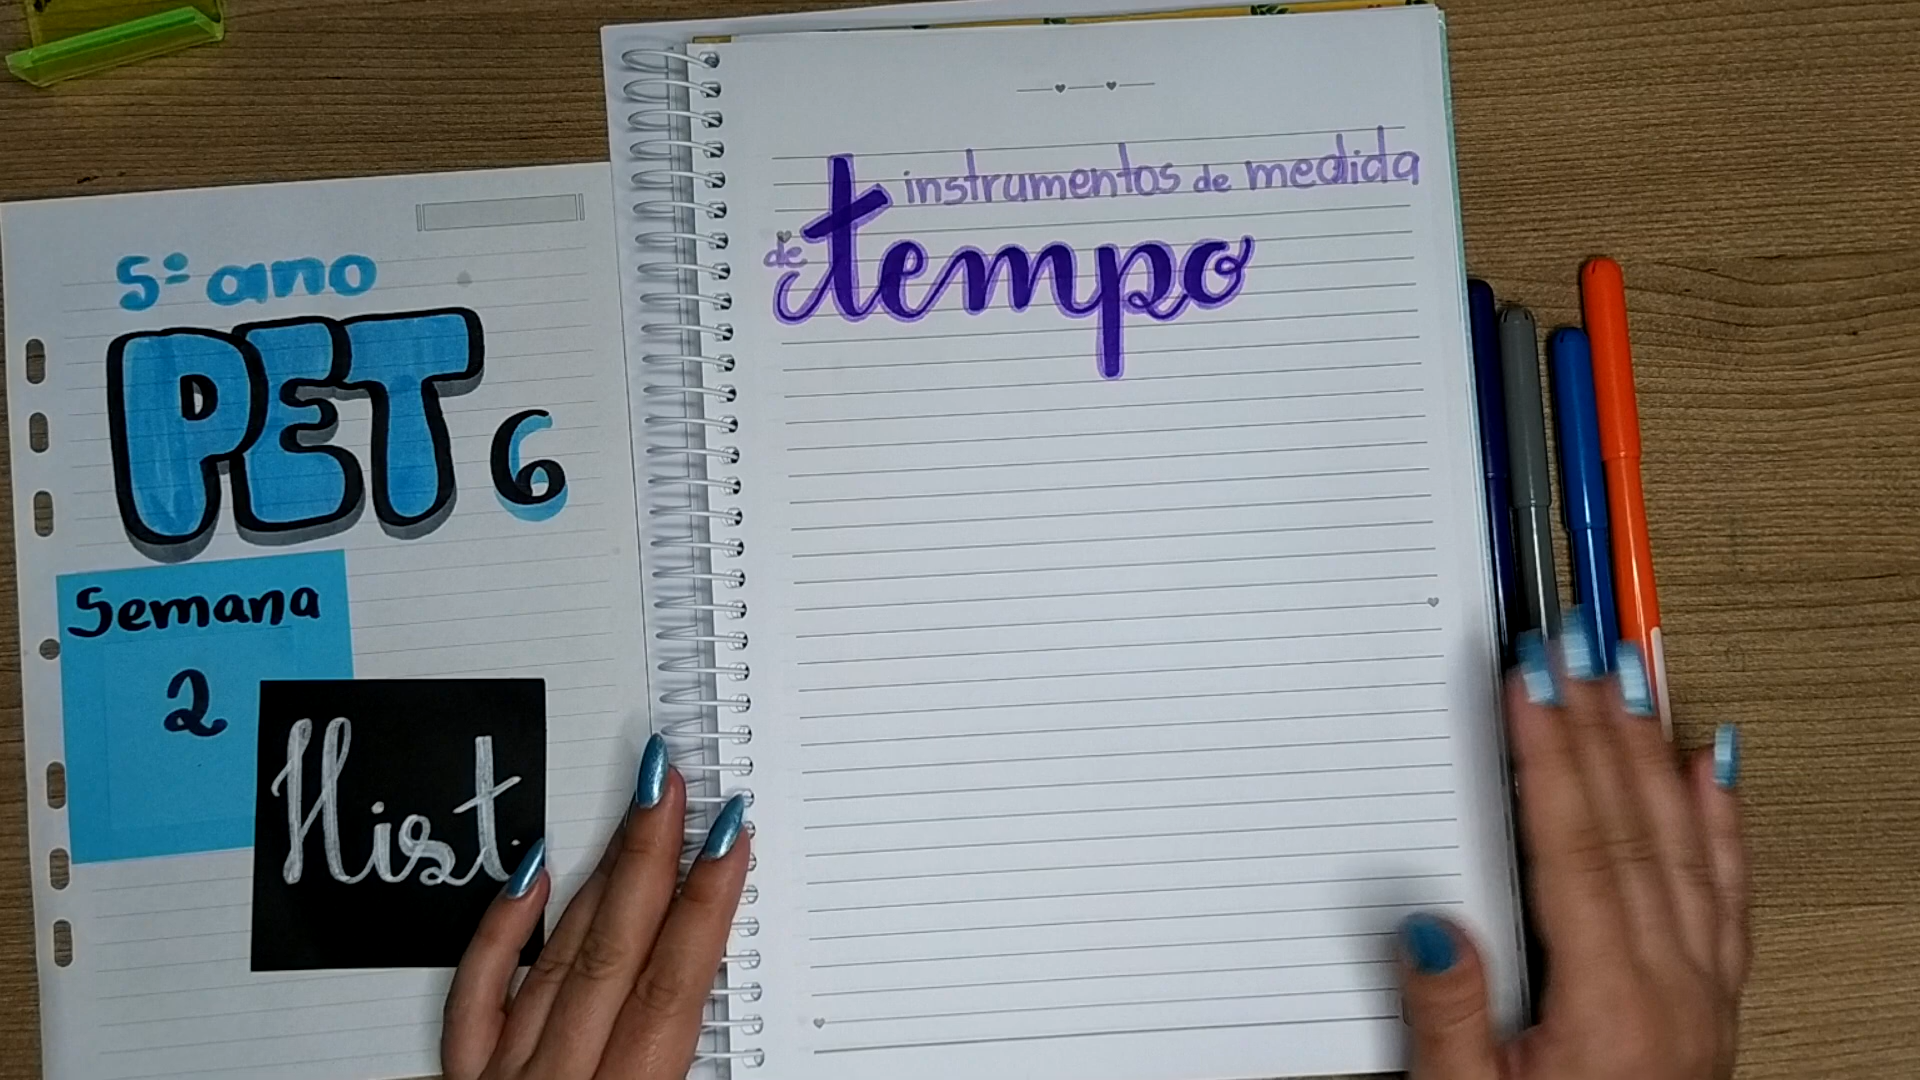 5º ano
PET 6
Semana
2
Hist.
instrumentos de medida
de tempo